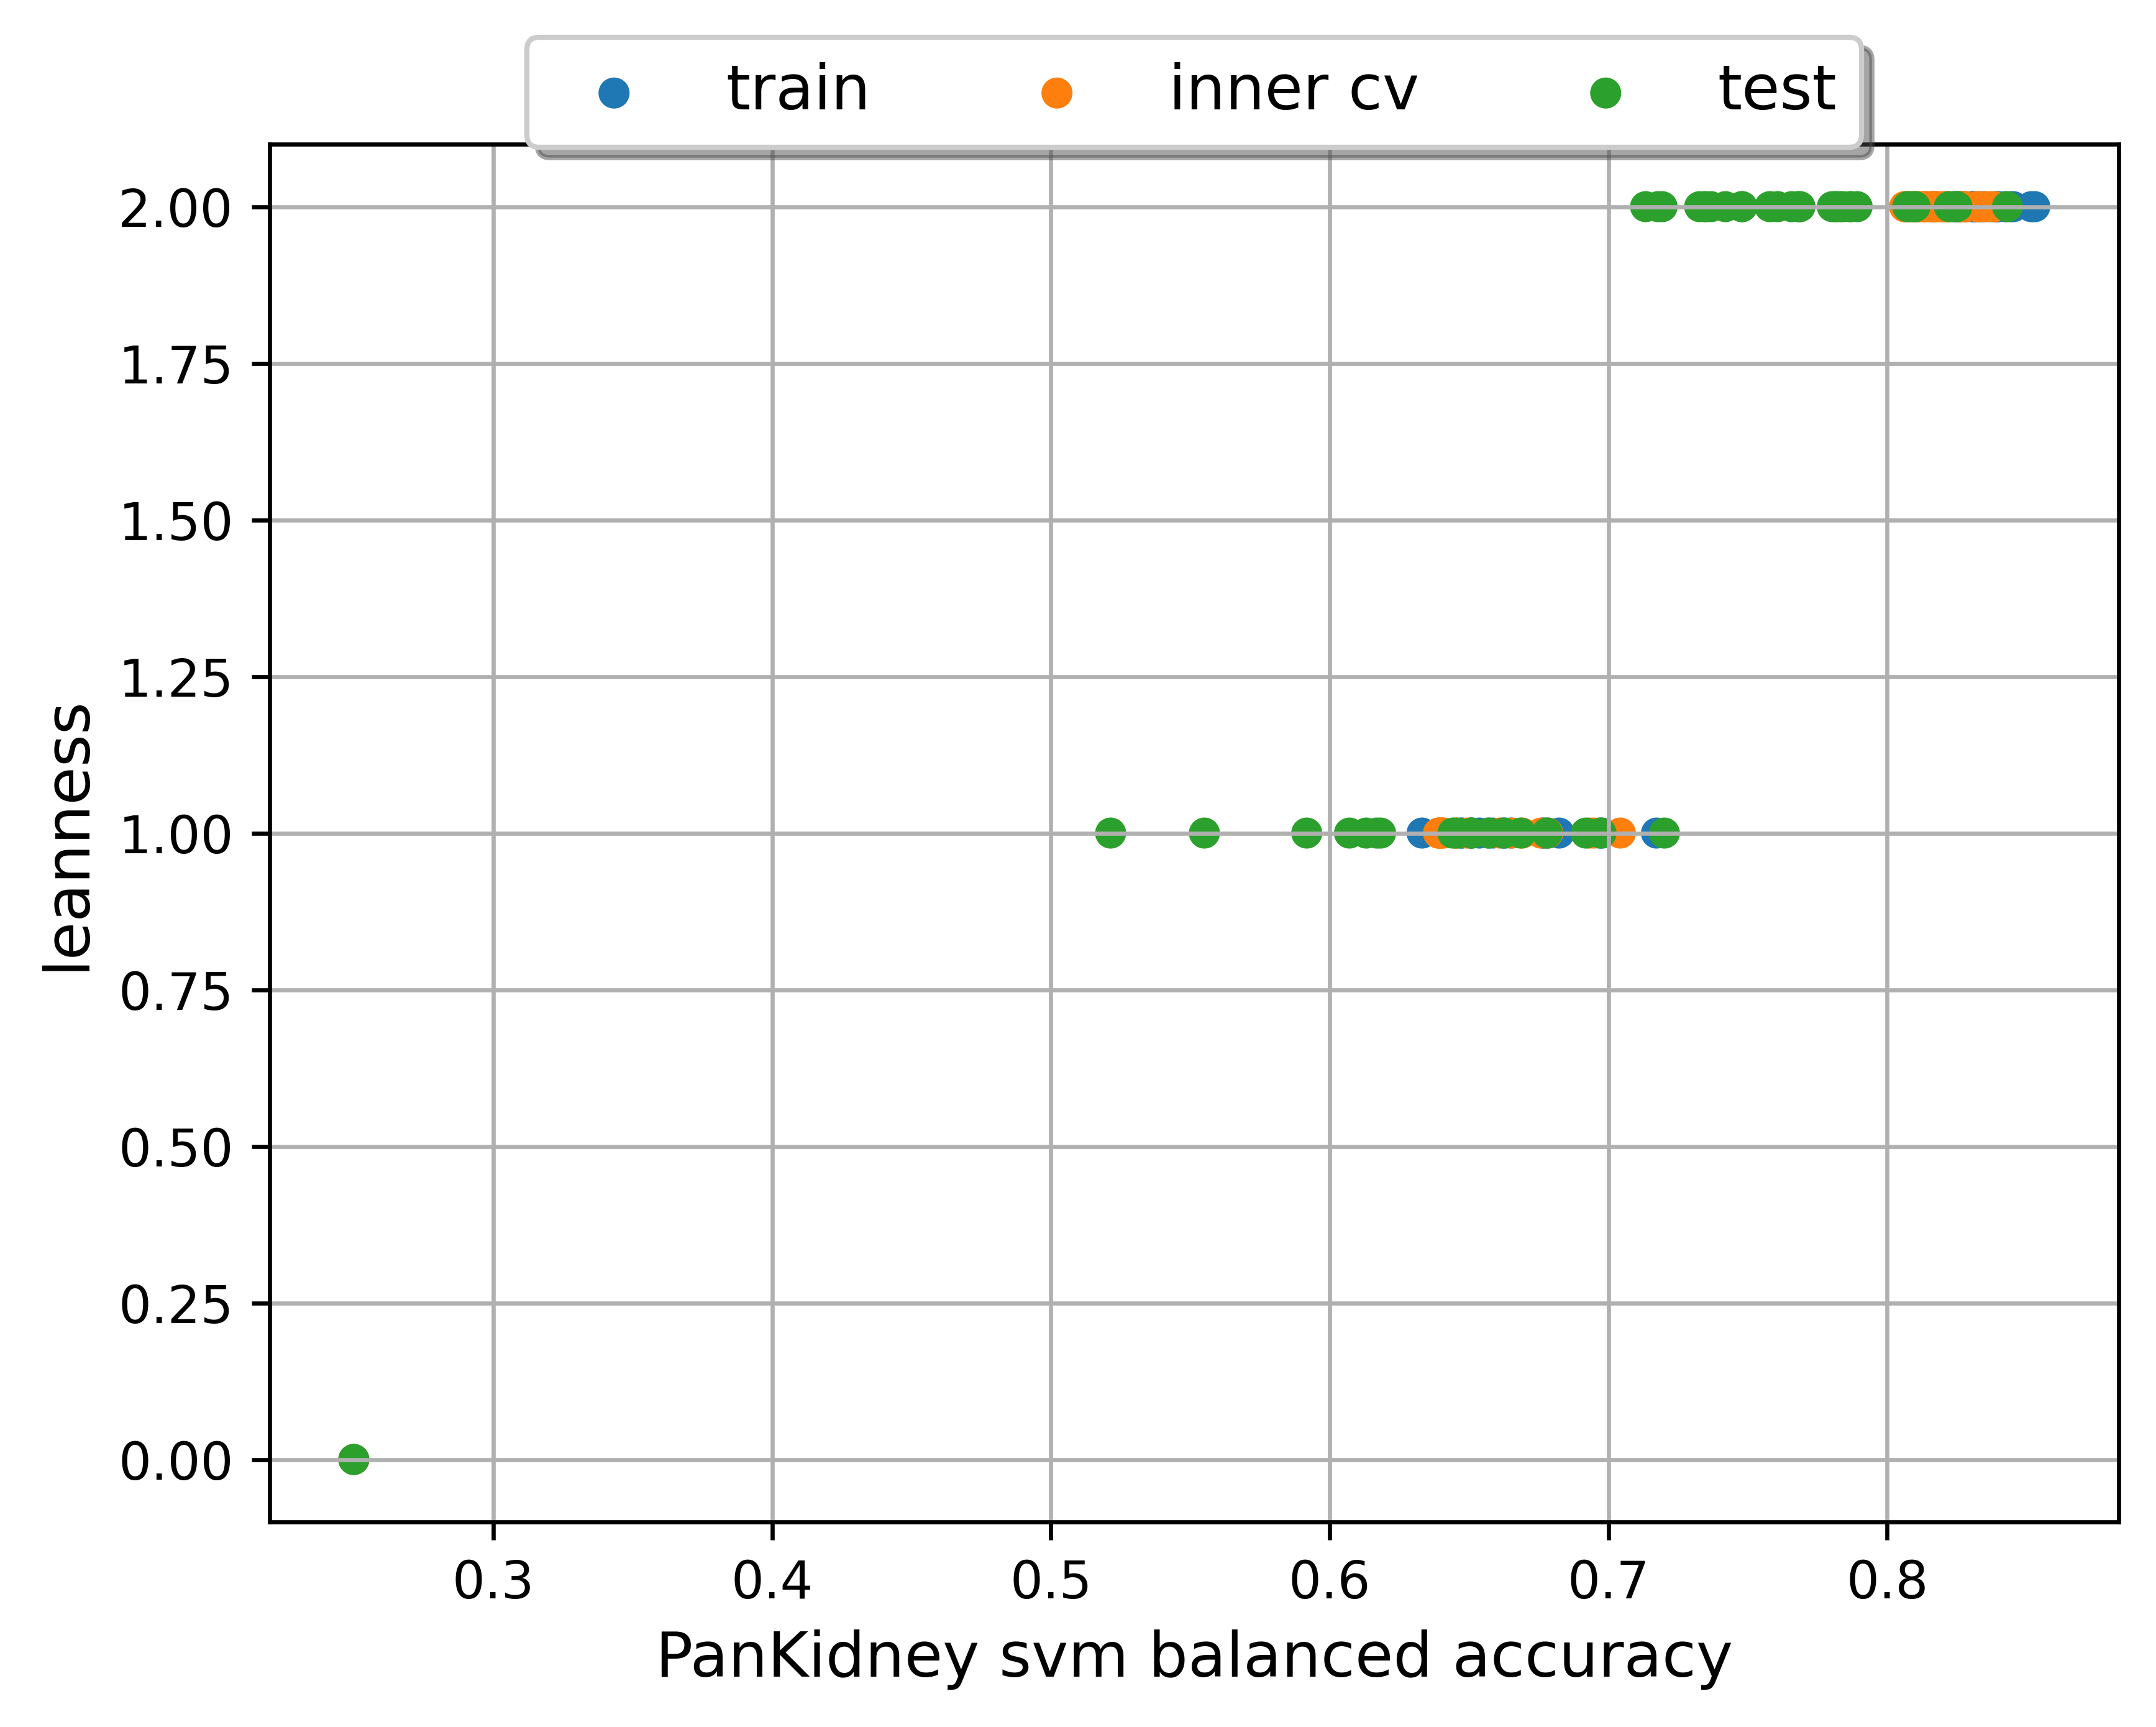 train inner cv test
2.00
1.75
1.50
1.25
1.00
0.75
0.50
0.25
0.00
leanness
0.3 0.4 0.5 0.6 0.7 0.8
PanKidney svm balanced accuracy